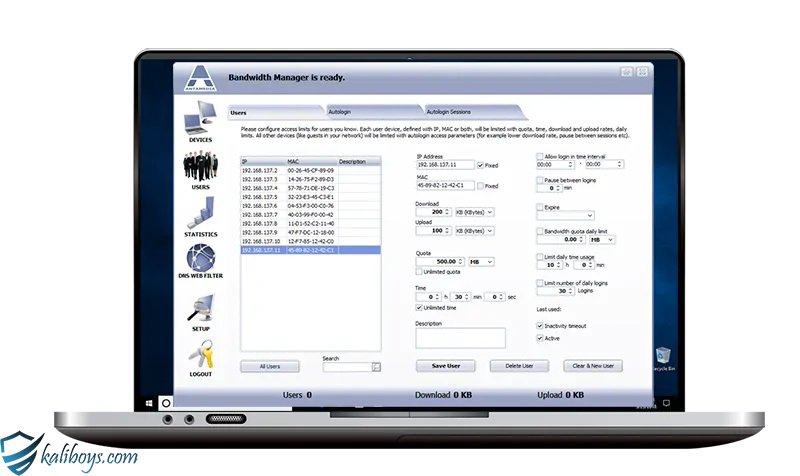 ANTAMEDIA
Bandwidth Manager is ready.
DEVICES
USERS
STATISTICS
DNS-WEB FILTER
SETUP
LOGOUT
Users
Autologin
Autologin Sessions
Please configure access limits for users you know. Each user device, defined with IP, MAC or both, will be limited with quota, time, download and upload rates, daily
limits. All other devices (like guests in your network) will be limited with autologin access parameters (for example lower download rate, pause between sessions etc).
IP MAC Description
192.168.137.2 00-26-45-CF-89-09
192.168.137.3 14-26-75-F2-89-D3
192.168.137.4 57-78-71-DE-19-C3
192.168.137.5 32-23-E3-45-C3-E1
192.168.137.6 04-53-F3-00-C0-76
192.168.137.7 40-03-99-F0-00-42
192.168.137.8 11-D1-52-C2-11-40
192.168.137.9 47-F7-DC-12-18-00
192.168.137.10 12-F7-85-12-42-C0
192.168.137.11 45-89-82-12-42-C1
All Users
Search
IP Address
192.168.137.11 Fixed
MAC
45-89-82-12-42-C1 Fixed
Download
200 KB (KBytes)
Upload
100 KB (KBytes)
Quota
500.00 MB
Unlimited quota
Time
0 h 30 min 0 sec
Unlimited time
Description
Allow login in time interval
00:00 - :00:00
Pause between logins
0 min
Expire
Bandwidth quota daily limit
0.00 MB
Limit daily time usage
10 h 0 min
Limit number of daily logins
30 Logins
Last used:
Inactivity timeout
Active
Save User
Delete User
Clear & New User
Users 0
Download 0 KB
Upload 0 KB
Recycle Bin
kaliboys.com